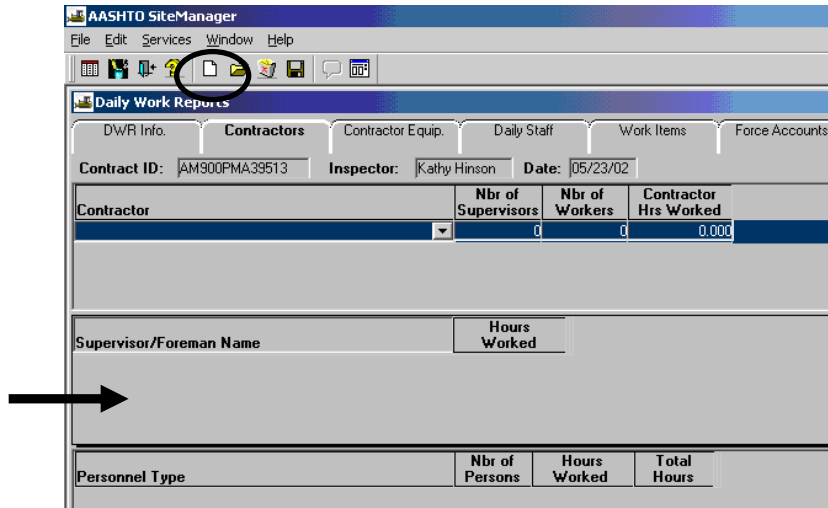 AASHTO SiteManager
File Edit Services Window Help
Daily Work Reports
DWR Info. Contractors Contractor Equip. Daily Staff Work Items Force Accounts
Contract ID: AM900PMA39513 Inspector: Kathy Hinson Date: 05/23/02
Contractor Nbr of Supervisors Nbr of Workers Contractor Hrs Worked
0 0 0.000
Supervisor/Foreman Name Hours Worked
Personnel Type Nbr of Persons Hours Worked Total Hours